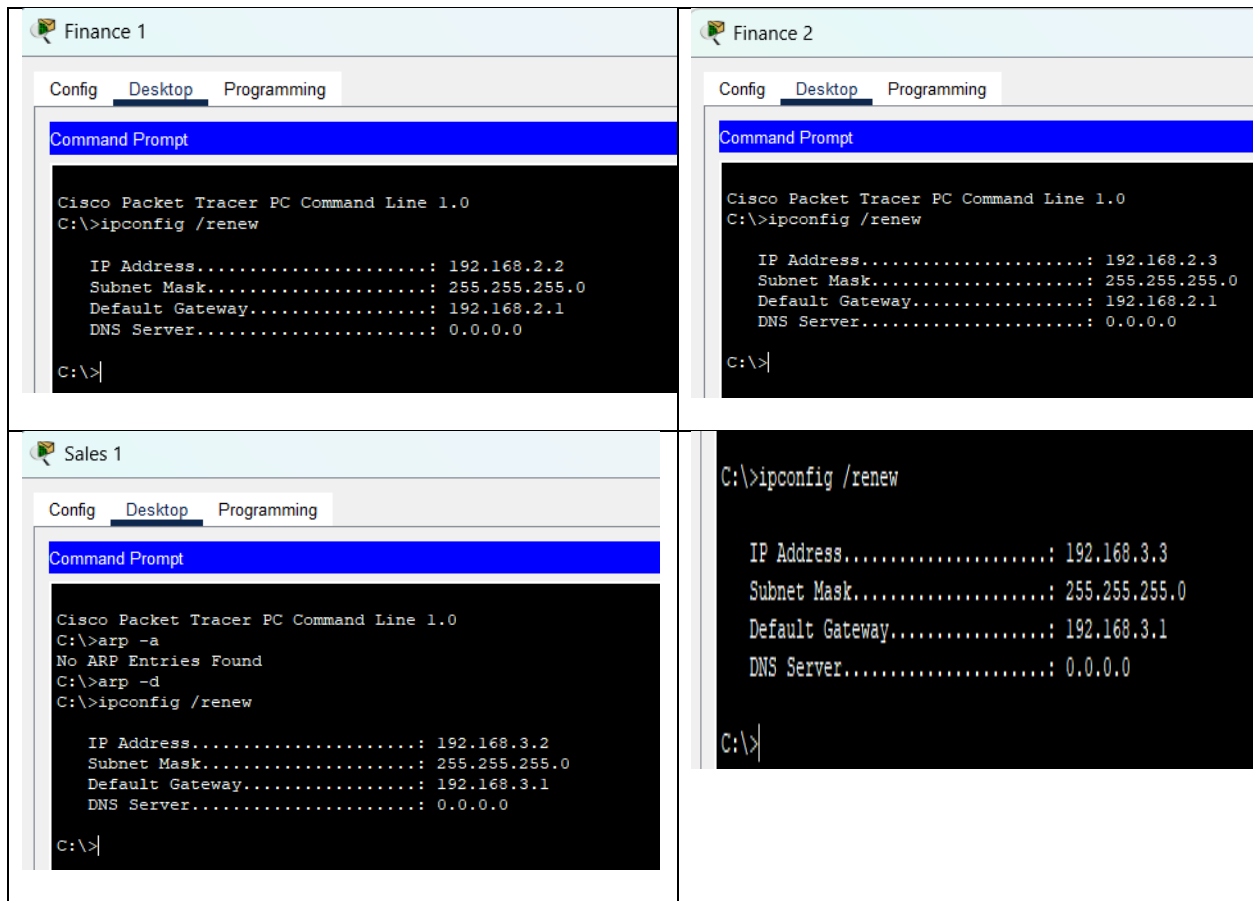 Finance 1
Config Desktop Programming
Command Prompt
Cisco Packet Tracer PC Command Line 1.0
C:\>ipconfig /renew
IP Address......................: 192.168.2.2
Subnet Mask.....................: 255.255.255.0
Default Gateway.................: 192.168.2.1
DNS Server......................: 0.0.0.0
C:\>
Finance 2
Config Desktop Programming
Command Prompt
Cisco Packet Tracer PC Command Line 1.0
C:\>ipconfig /renew
IP Address......................: 192.168.2.3
Subnet Mask.....................: 255.255.255.0
Default Gateway.................: 192.168.2.1
DNS Server......................: 0.0.0.0
C:\>
Sales 1
Config Desktop Programming
Command Prompt
Cisco Packet Tracer PC Command Line 1.0
C:\>arp -a
No ARP Entries Found
C:\>arp -d
C:\>ipconfig /renew
IP Address......................: 192.168.3.2
Subnet Mask.....................: 255.255.255.0
Default Gateway.................: 192.168.3.1
DNS Server......................: 0.0.0.0
C:\>
C:\>ipconfig /renew
IP Address......................: 192.168.3.3
Subnet Mask.....................: 255.255.255.0
Default Gateway.................: 192.168.3.1
DNS Server......................: 0.0.0.0
C:\>